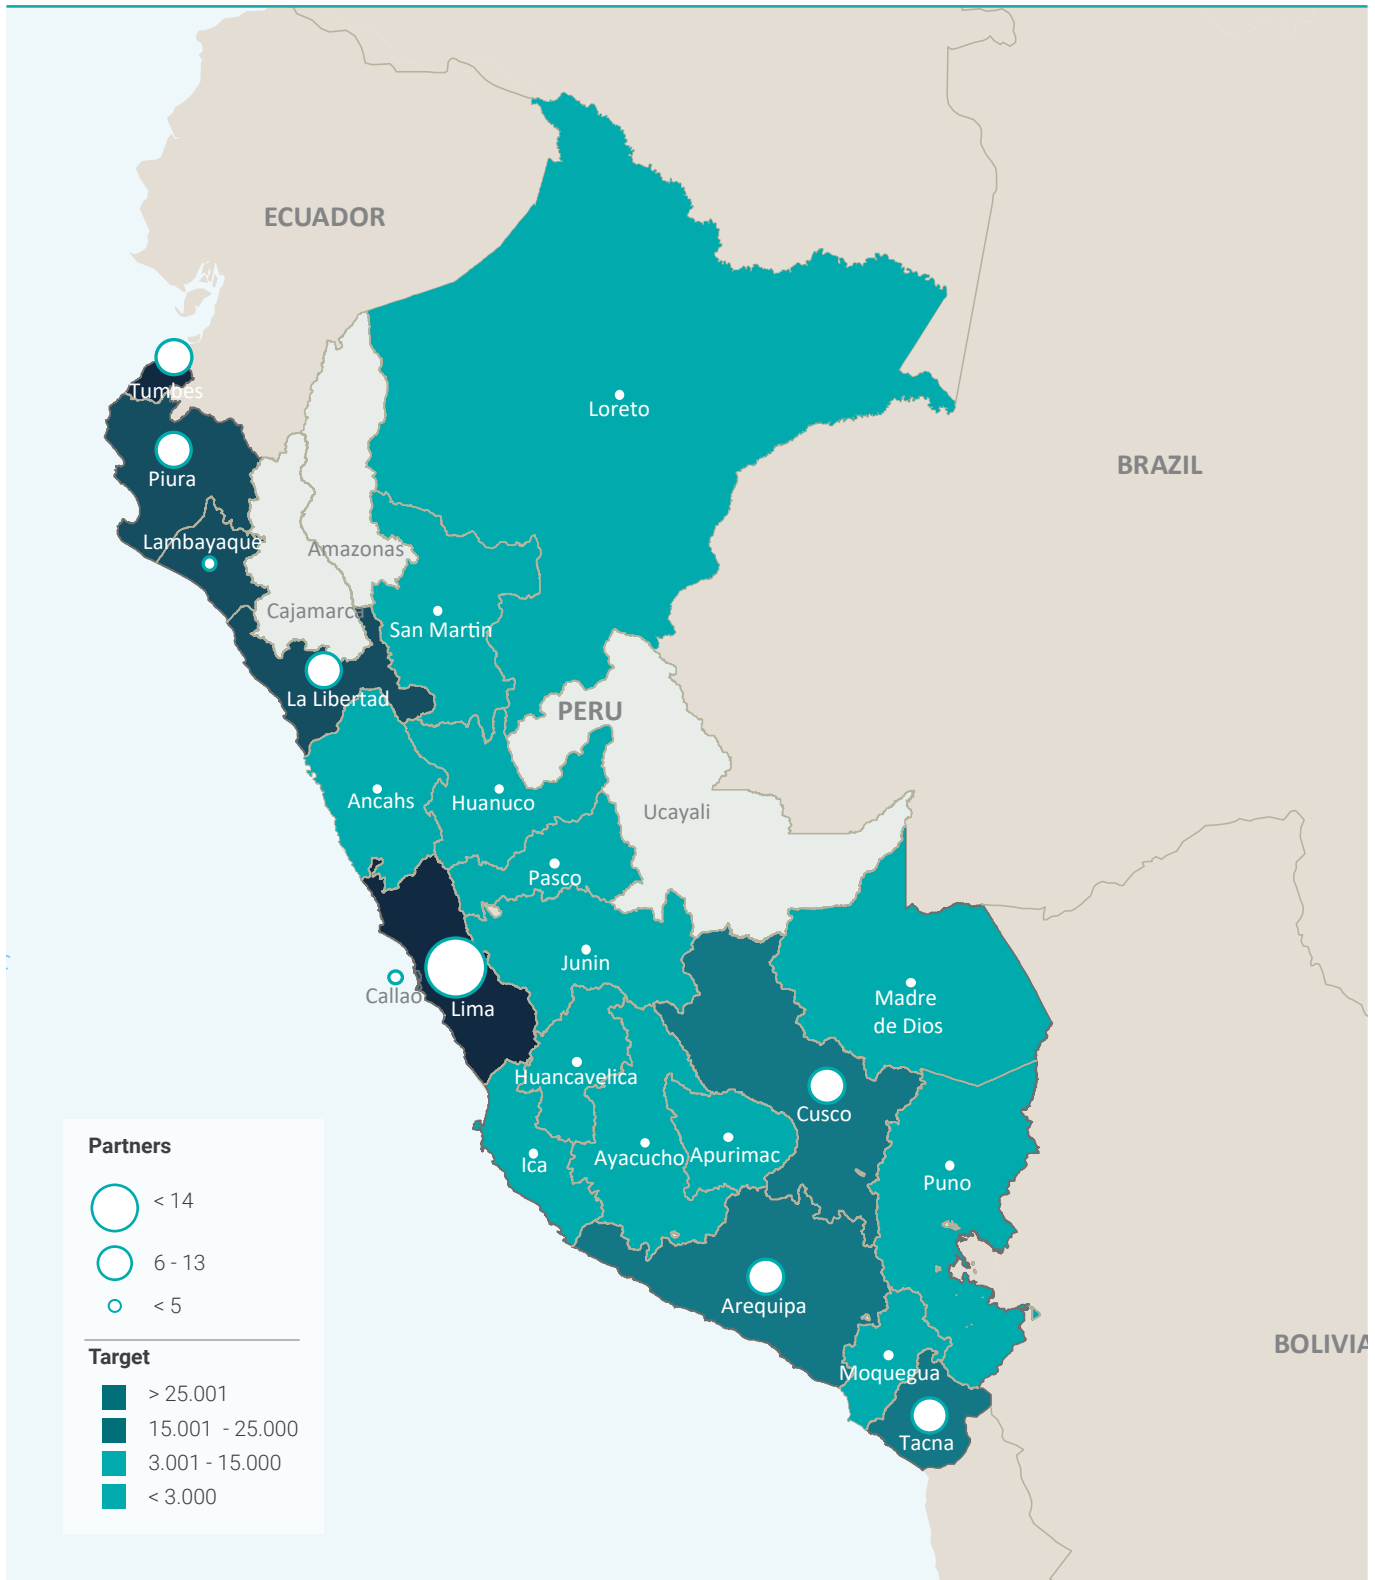 ECUADOR
Tumbes
Loreto
BRAZIL
Piura
Lambayaque
Amazonas
Cajamarca
San Martin
La Libertad
PERU
Ancahs
Huanuco
Ucayali
Pasco
Junin
Callao
Lima
Madre
de Dios
Huancavelica
Cusco
Ica
Ayacucho
Apurimac
Puno
Arequipa
Moquegua
Tacna
BOLIVIA
Partners
< 14
6 - 13
< 5
Target
> 25.001
15.001 - 25.000
3.001 - 15.000
< 3.000